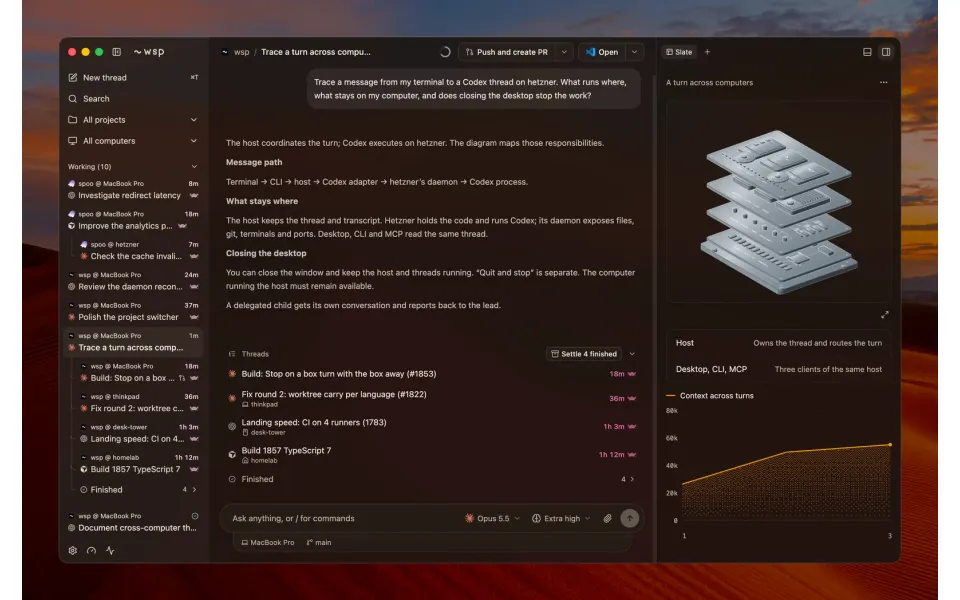 wsp
New thread
⌘T
Search
All projects
All computers
Working (10)
spoo @ MacBook Pro 8m
Investigate redirect latency
spoo @ MacBook Pro 18m
Improve the analytics p...
spoo @ hetzner 7m
Check the cache invali...
wsp @ MacBook Pro 24m
Review the daemon recon...
wsp @ MacBook Pro 37m
Polish the project switcher
wsp @ MacBook Pro 1m
Trace a turn across comp...
wsp @ MacBook Pro 18m
Build: Stop on a box ...
wsp @ thinkpad 36m
Fix round 2: worktree c...
wsp @ desk-tower 1h 3m
Landing speed: CI on 4...
wsp @ homelab 1h 12m
Build 1857 TypeScript 7
Finished 4
wsp @ MacBook Pro
Document cross-computer th...
wsp / Trace a turn across compu...
Push and create PR
Open
Trace a message from my terminal to a Codex thread on hetzner. What runs where,
what stays on my computer, and does closing the desktop stop the work?
The host coordinates the turn; Codex executes on hetzner. The diagram maps those responsibilities.
Message path
Terminal → CLI → host → Codex adapter → hetzner's daemon → Codex process.
What stays where
The host keeps the thread and transcript. Hetzner holds the code and runs Codex; its daemon exposes files,
git, terminals and ports. Desktop, CLI and MCP read the same thread.
Closing the desktop
You can close the window and keep the host and threads running. "Quit and stop" is separate. The computer
running the host must remain available.
A delegated child gets its own conversation and reports back to the lead.
Threads
Settle 4 finished
Build: Stop on a box turn with the box away (#1853) 18m
Fix round 2: worktree carry per language (#1822) 36m
thinkpad
Landing speed: CI on 4 runners (1783) 1h 3m
desk-tower
Build 1857 TypeScript 7 1h 12m
homelab
Finished 4
Ask anything, or / for commands
Opus 5.5
Extra high
MacBook Pro
main
Slate
A turn across computers
Host Owns the thread and routes the turn
Desktop, CLI, MCP Three clients of the same host
Context across turns
80k
60k
40k
20k
0
1 3